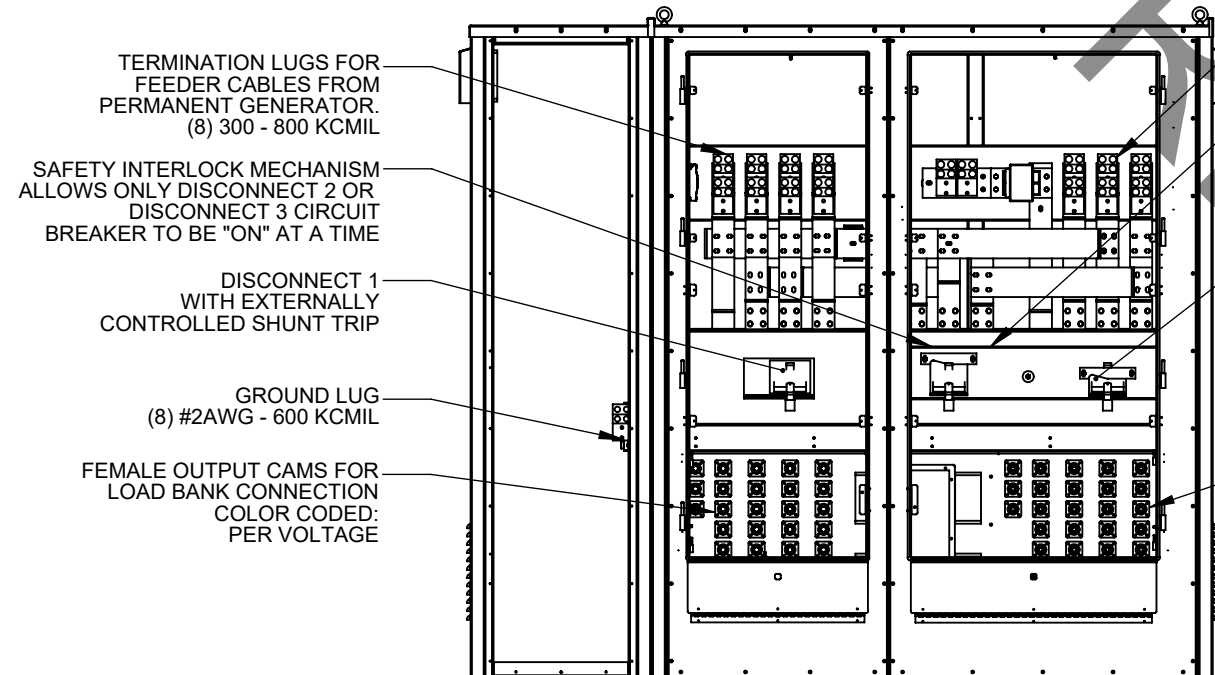 TERMINATION LUGS FOR
FEEDER CABLES FROM
PERMANENT GENERATOR.
(8) 300 - 800 KCMIL
SAFETY INTERLOCK MECHANISM
ALLOWS ONLY DISCONNECT 2 OR
DISCONNECT 3 CIRCUIT
BREAKER TO BE "ON" AT A TIME
DISCONNECT 1
WITH EXTERNALLY
CONTROLLED SHUNT TRIP
GROUND LUG
(8) #2AWG - 600 KCMIL
FEMALE OUTPUT CAMS FOR
LOAD BANK CONNECTION
COLOR CODED:
PER VOLTAGE